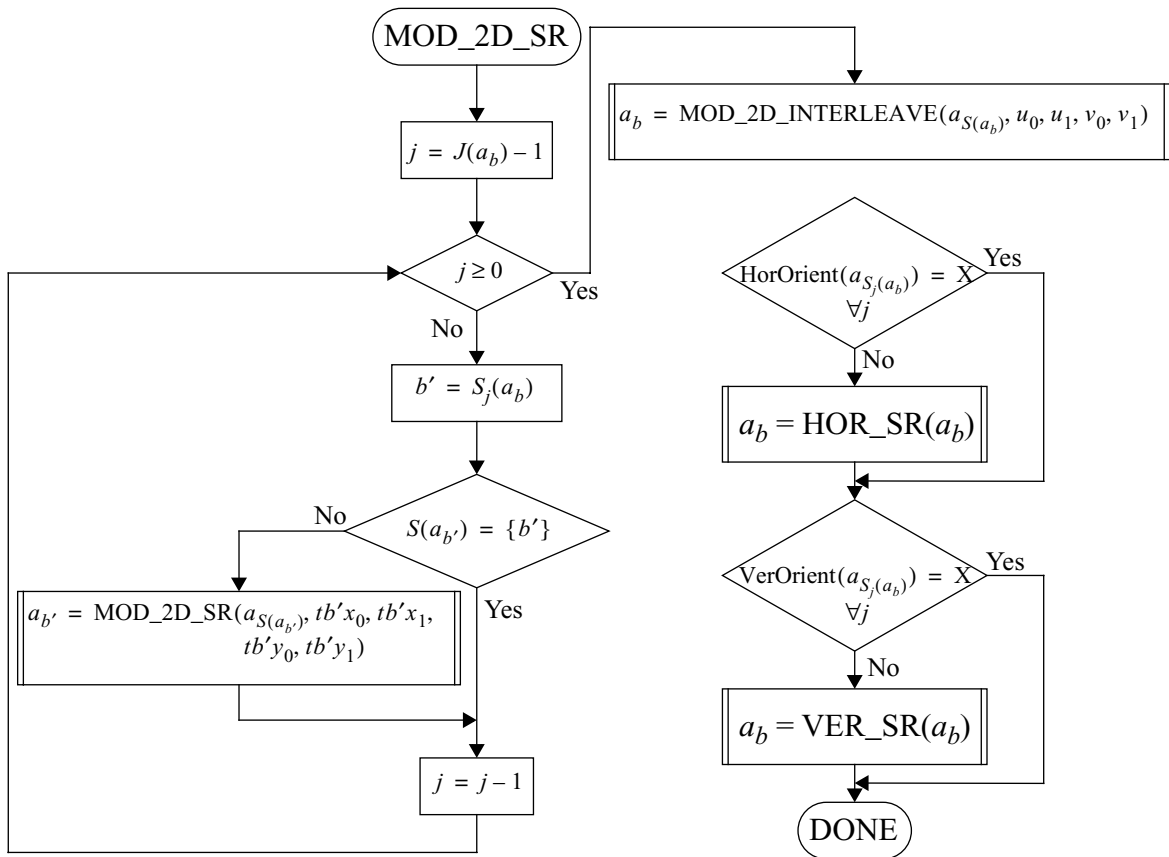 MOD_2D_SR
j = J(a_b) – 1
j ≥ 0
Yes
No
b′ = S_j(a_b)
S(a_b′) = {b′}
No
Yes
a_b′ = MOD_2D_SR(a_S(a_b′), tb′x_0, tb′x_1,
tb′y_0, tb′y_1)
j = j – 1
a_b = MOD_2D_INTERLEAVE(a_S(a_b), u_0, u_1, v_0, v_1)
HorOrient(a_S_j(a_b)) = X
∀j
Yes
No
a_b = HOR_SR(a_b)
VerOrient(a_S_j(a_b)) = X
∀j
Yes
No
a_b = VER_SR(a_b)
DONE